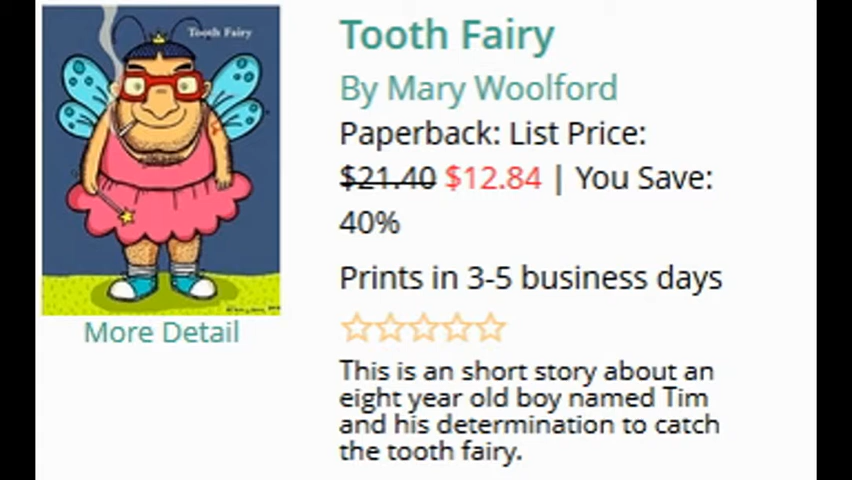 Tooth Fairy
Tooth Fairy
By Mary Woolford
Paperback: List Price:
$21.40 $12.84 | You Save:
40%
Prints in 3-5 business days
More Detail
This is an short story about an
eight year old boy named Tim
and his determination to catch
the tooth fairy.